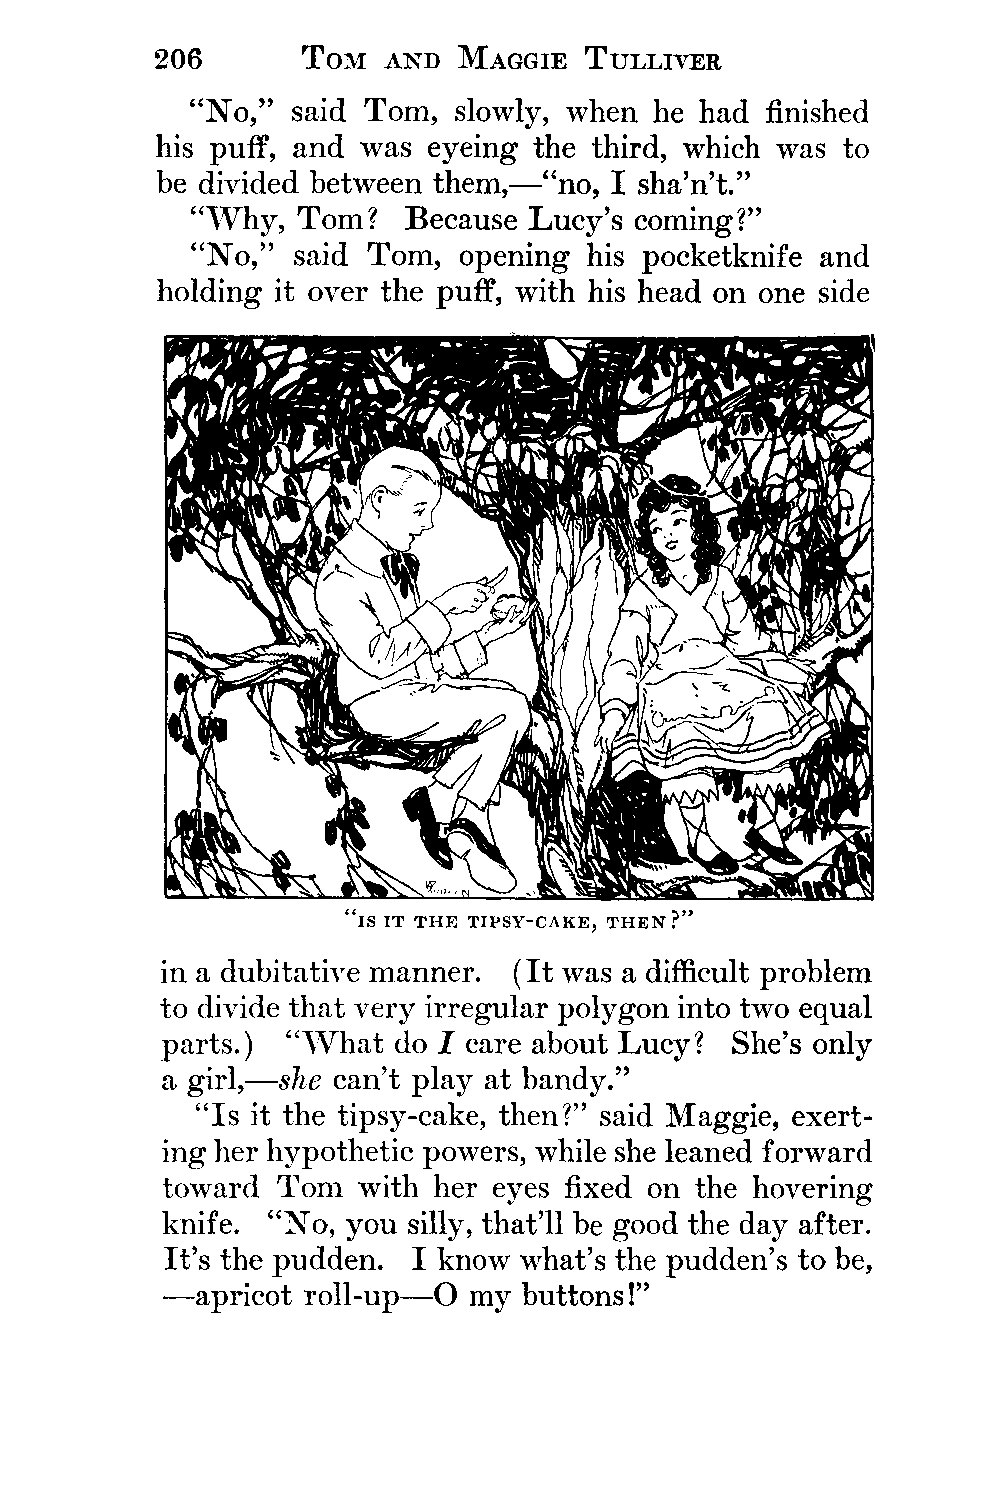 206 TOM AND MAGGIE TULLIVER
“No,” said Tom, slowly, when he had finished
his puff, and was eyeing the third, which was to
be divided between them,—“no, I sha’n’t.”
“Why, Tom? Because Lucy’s coming?”
“No,” said Tom, opening his pocketknife and
holding it over the puff, with his head on one side
“IS IT THE TIPSY-CAKE, THEN?”
in a dubitative manner. (It was a difficult problem
to divide that very irregular polygon into two equal
parts.) “What do I care about Lucy? She’s only
a girl,—she can’t play at bandy.”
“Is it the tipsy-cake, then?” said Maggie, exert-
ing her hypothetic powers, while she leaned forward
toward Tom with her eyes fixed on the hovering
knife. “No, you silly, that’ll be good the day after.
It’s the pudden. I know what’s the pudden’s to be,
—apricot roll-up—O my buttons!”